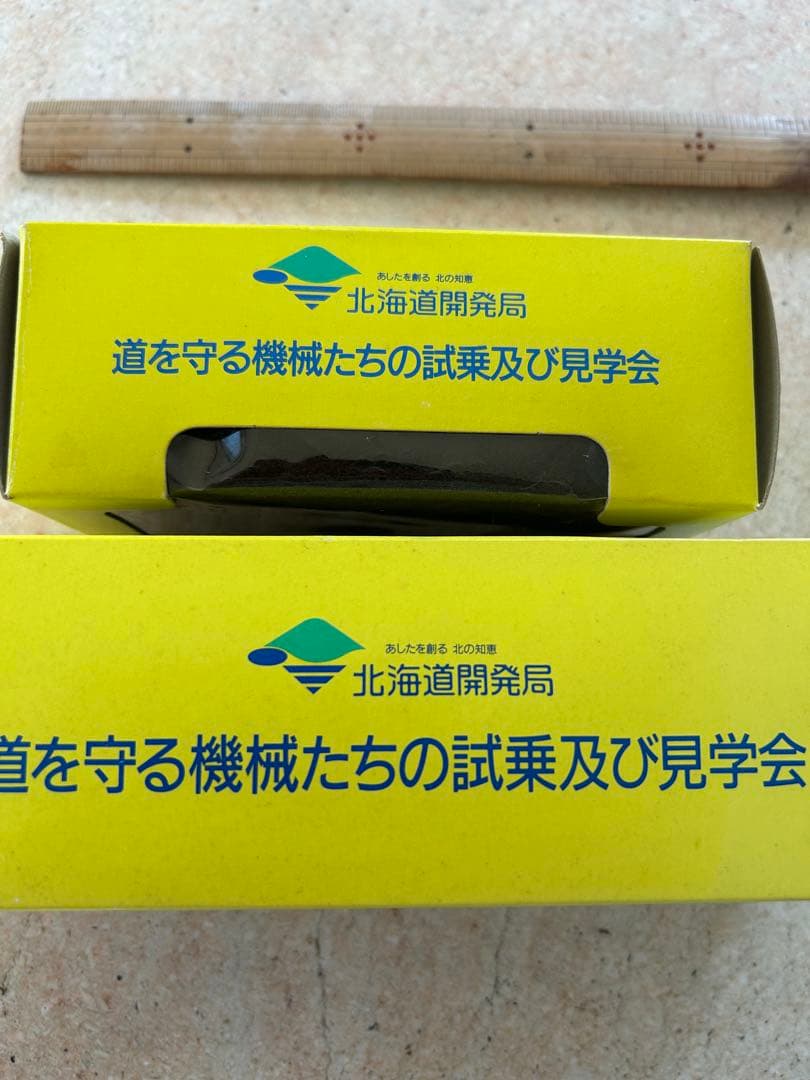 あしたを創る 北の知恵
北海道開発局
道を守る機械たちの試乗及び見学会
あしたを創る 北の知恵
北海道開発局
道を守る機械たちの試乗及び見学会